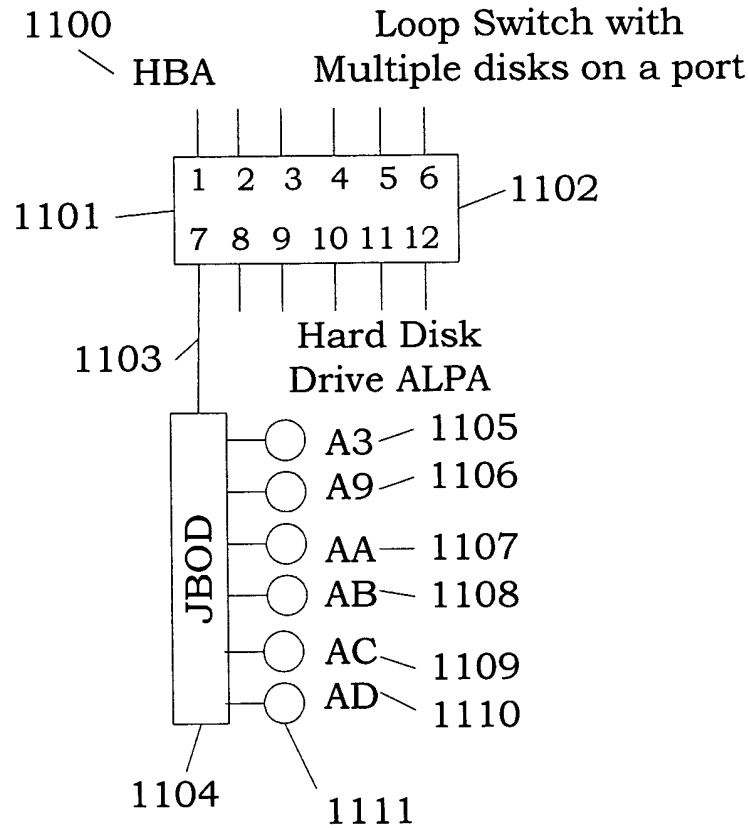 1100
HBA
Loop Switch with
Multiple disks on a port
1 2 3 4 5 6
1101
1102
7 8 9 10 11 12
1103
Hard Disk
Drive ALPA
JBOD
A3 1105
A9 1106
AA 1107
AB 1108
AC 1109
AD 1110
1104
1111